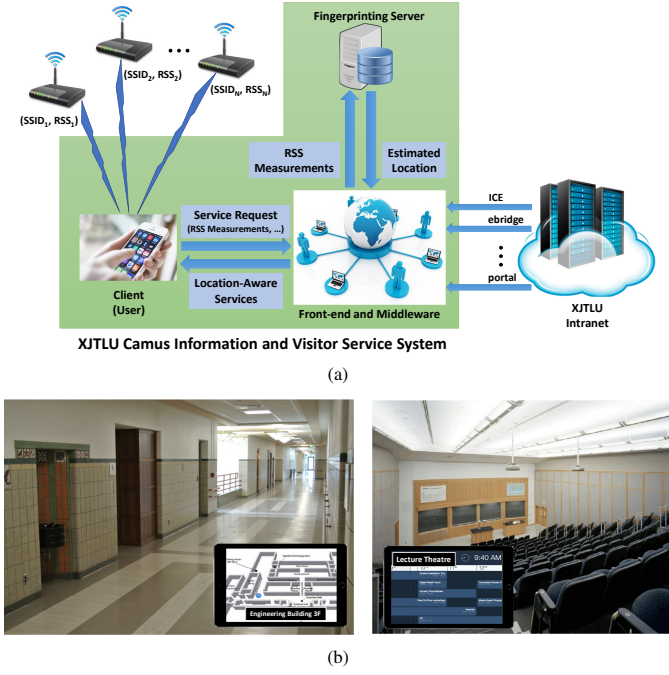 Fingerprinting Server
(SSID1, RSS1)
(SSID2, RSS2)
(SSIDN, RSSN)
RSS
Measurements
Estimated
Location
Service Request
(RSS Measurements, ...)
Location-Aware
Services
Client
(User)
Front-end and Middleware
ICE
ebridge
portal
XJTLU
Intranet
XJTLU Camus Information and Visitor Service System
(a)
Engineering Building 3F
Lecture Theatre
9:40 AM
(b)